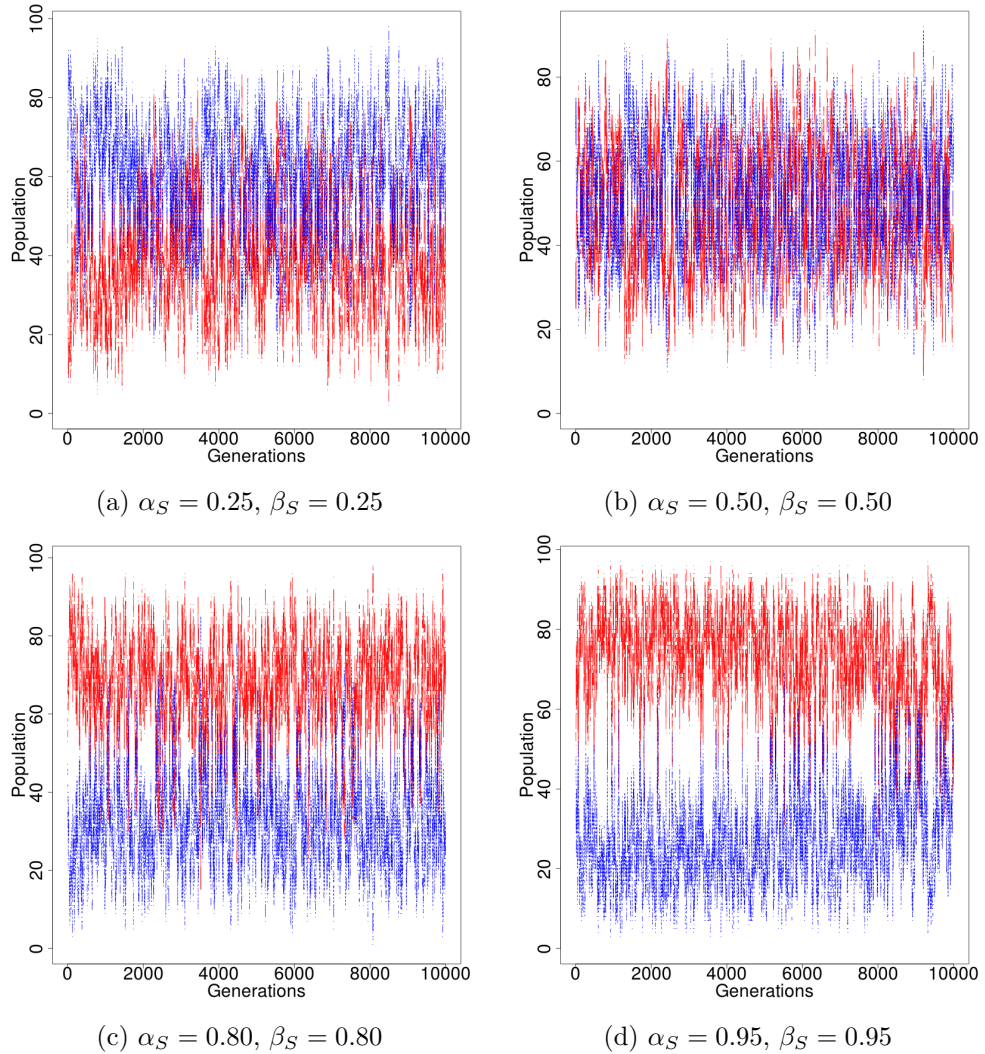 100
80
60
40
20
0
Population
0 2000 4000 6000 8000 10000
Generations
(a) α_S = 0.25, β_S = 0.25
80
60
40
20
0
Population
0 2000 4000 6000 8000 10000
Generations
(b) α_S = 0.50, β_S = 0.50
100
80
60
40
20
0
Population
0 2000 4000 6000 8000 10000
Generations
(c) α_S = 0.80, β_S = 0.80
100
80
60
40
20
0
Population
0 2000 4000 6000 8000 10000
Generations
(d) α_S = 0.95, β_S = 0.95